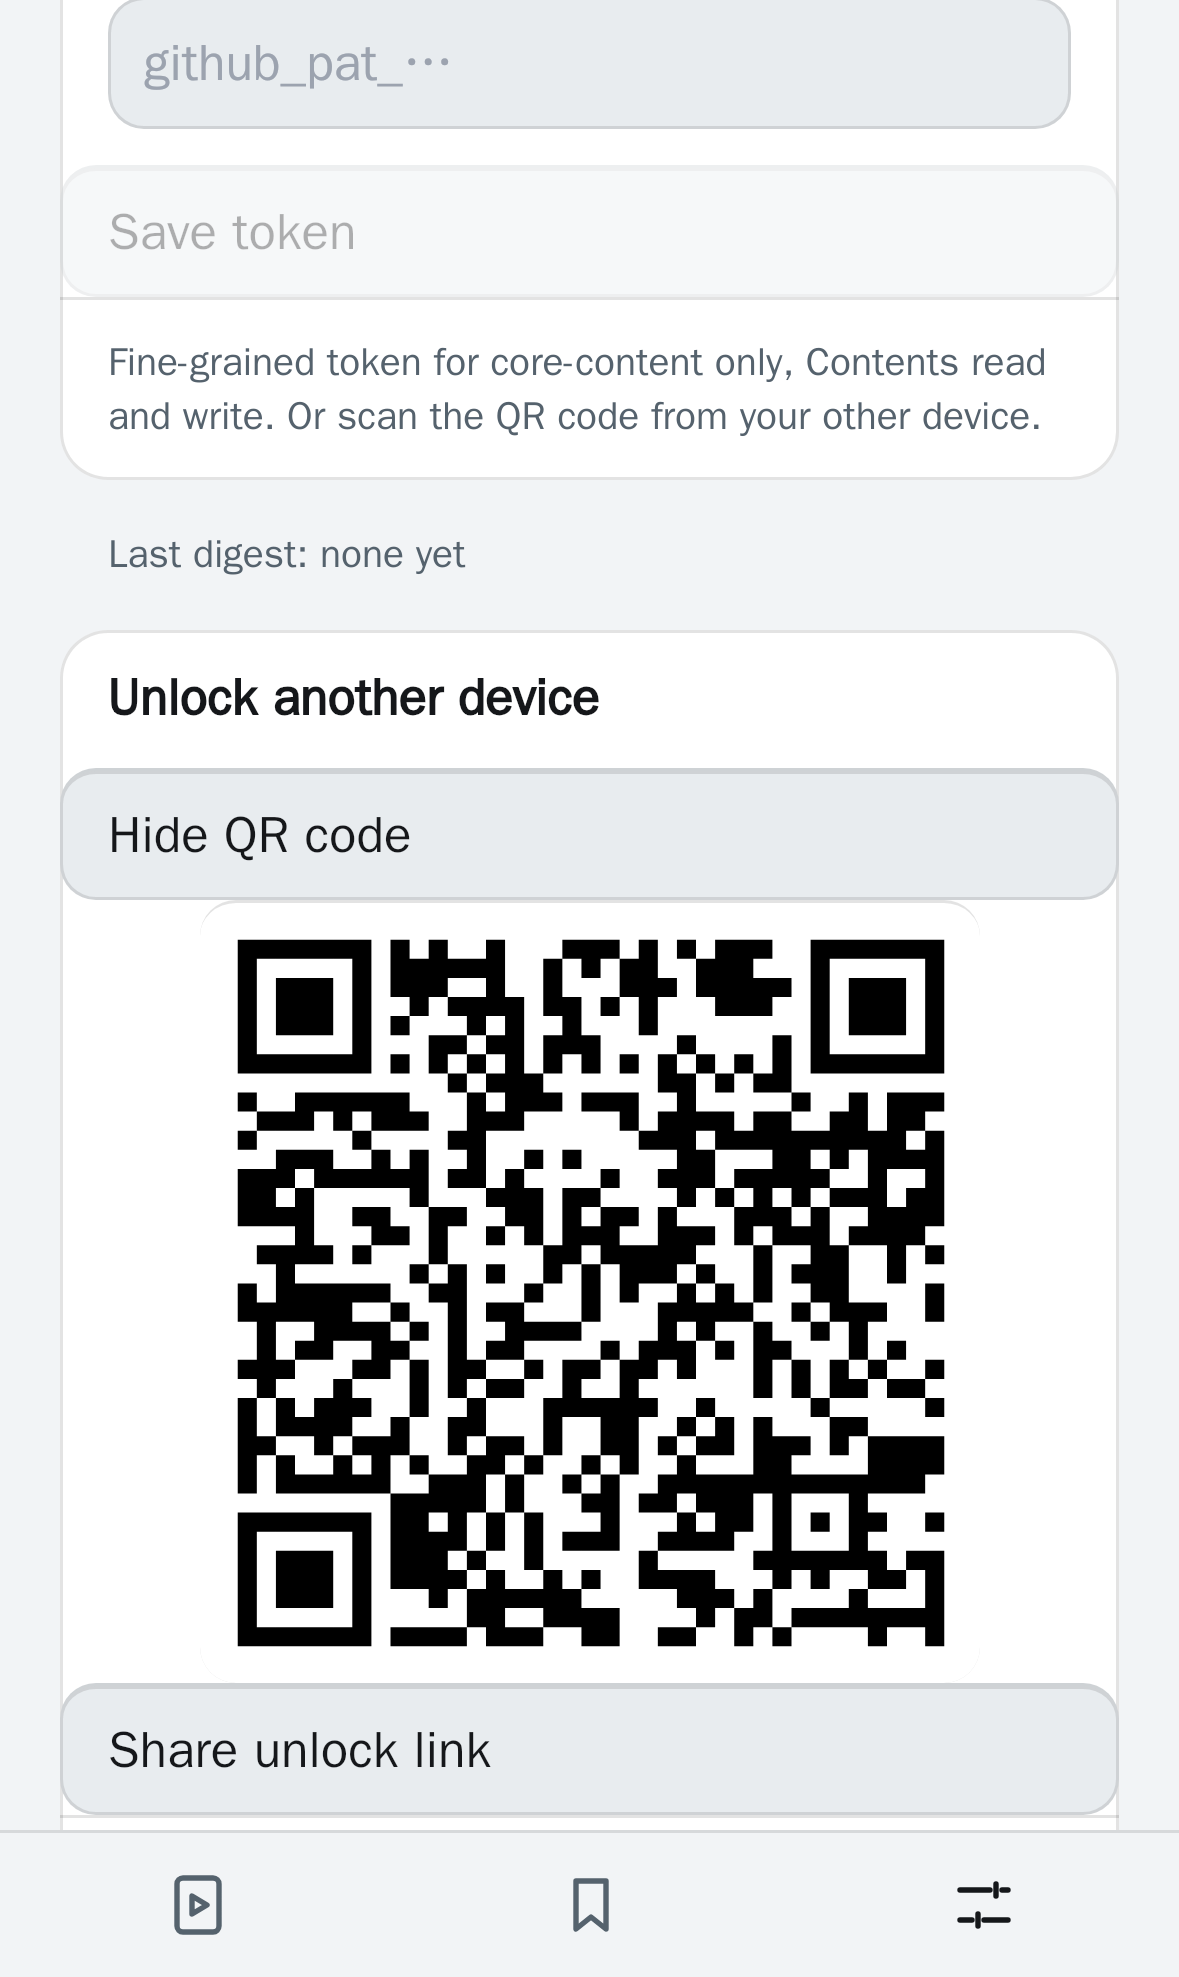 github_pat_···
Save token
Fine-grained token for core-content only, Contents read
and write. Or scan the QR code from your other device.
Last digest: none yet
Unlock another device
Hide QR code
Share unlock link